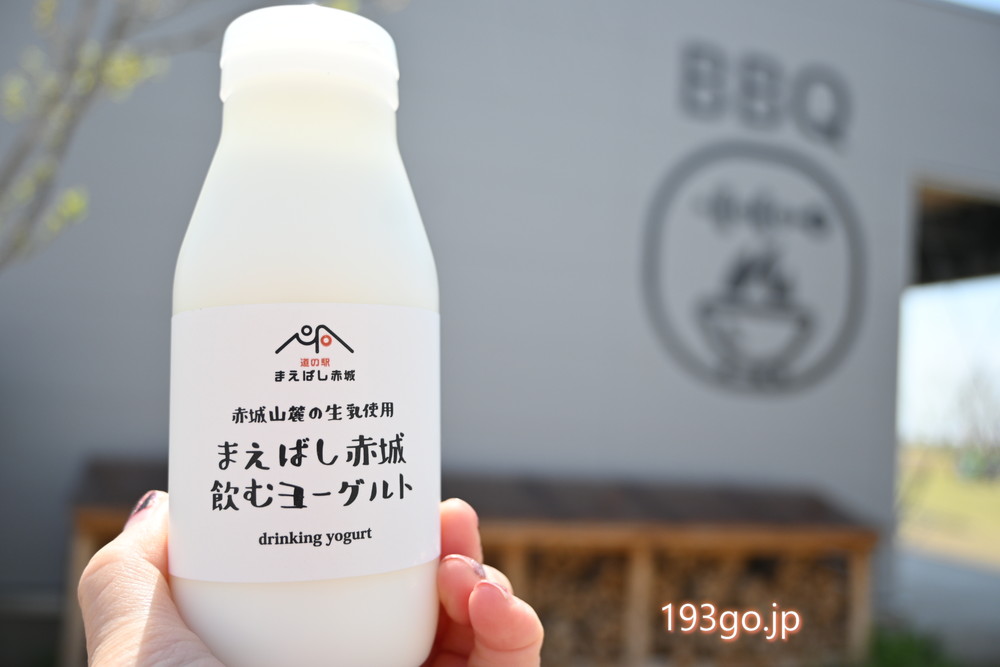 BBQ
道の駅
まえばし赤城
赤城山麓の生乳使用
まえばし赤城
飲むヨーグルト
drinking yogurt
193go.jp